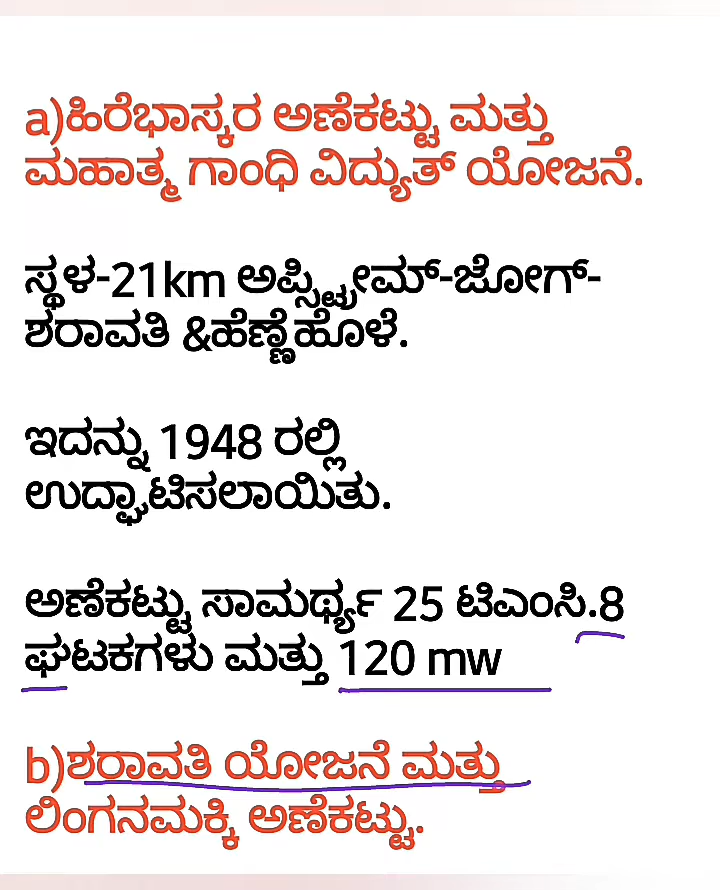 a)ಹಿರೆಭಾಸ್ಕರ ಅಣೆಕಟ್ಟು ಮತ್ತು
ಮಹಾತ್ಮ ಗಾಂಧಿ ವಿದ್ಯುತ್ ಯೋಜನೆ.
ಸ್ಥಳ-21km ಅಪ್ಸ್ಟ್ರೀಮ್-ಜೋಗ್-
ಶರಾವತಿ &ಹೆಣ್ಣೆಹೊಳೆ.
ಇದನ್ನು 1948 ರಲ್ಲಿ
ಉದ್ಘಾಟಿಸಲಾಯಿತು.
ಅಣೆಕಟ್ಟು ಸಾಮರ್ಥ್ಯ 25 ಟಿಎಂಸಿ.8
ಘಟಕಗಳು ಮತ್ತು 120 mw
b)ಶರಾವತಿ ಯೋಜನೆ ಮತ್ತು
ಲಿಂಗನಮಕ್ಕಿ ಅಣೆಕಟ್ಟು.